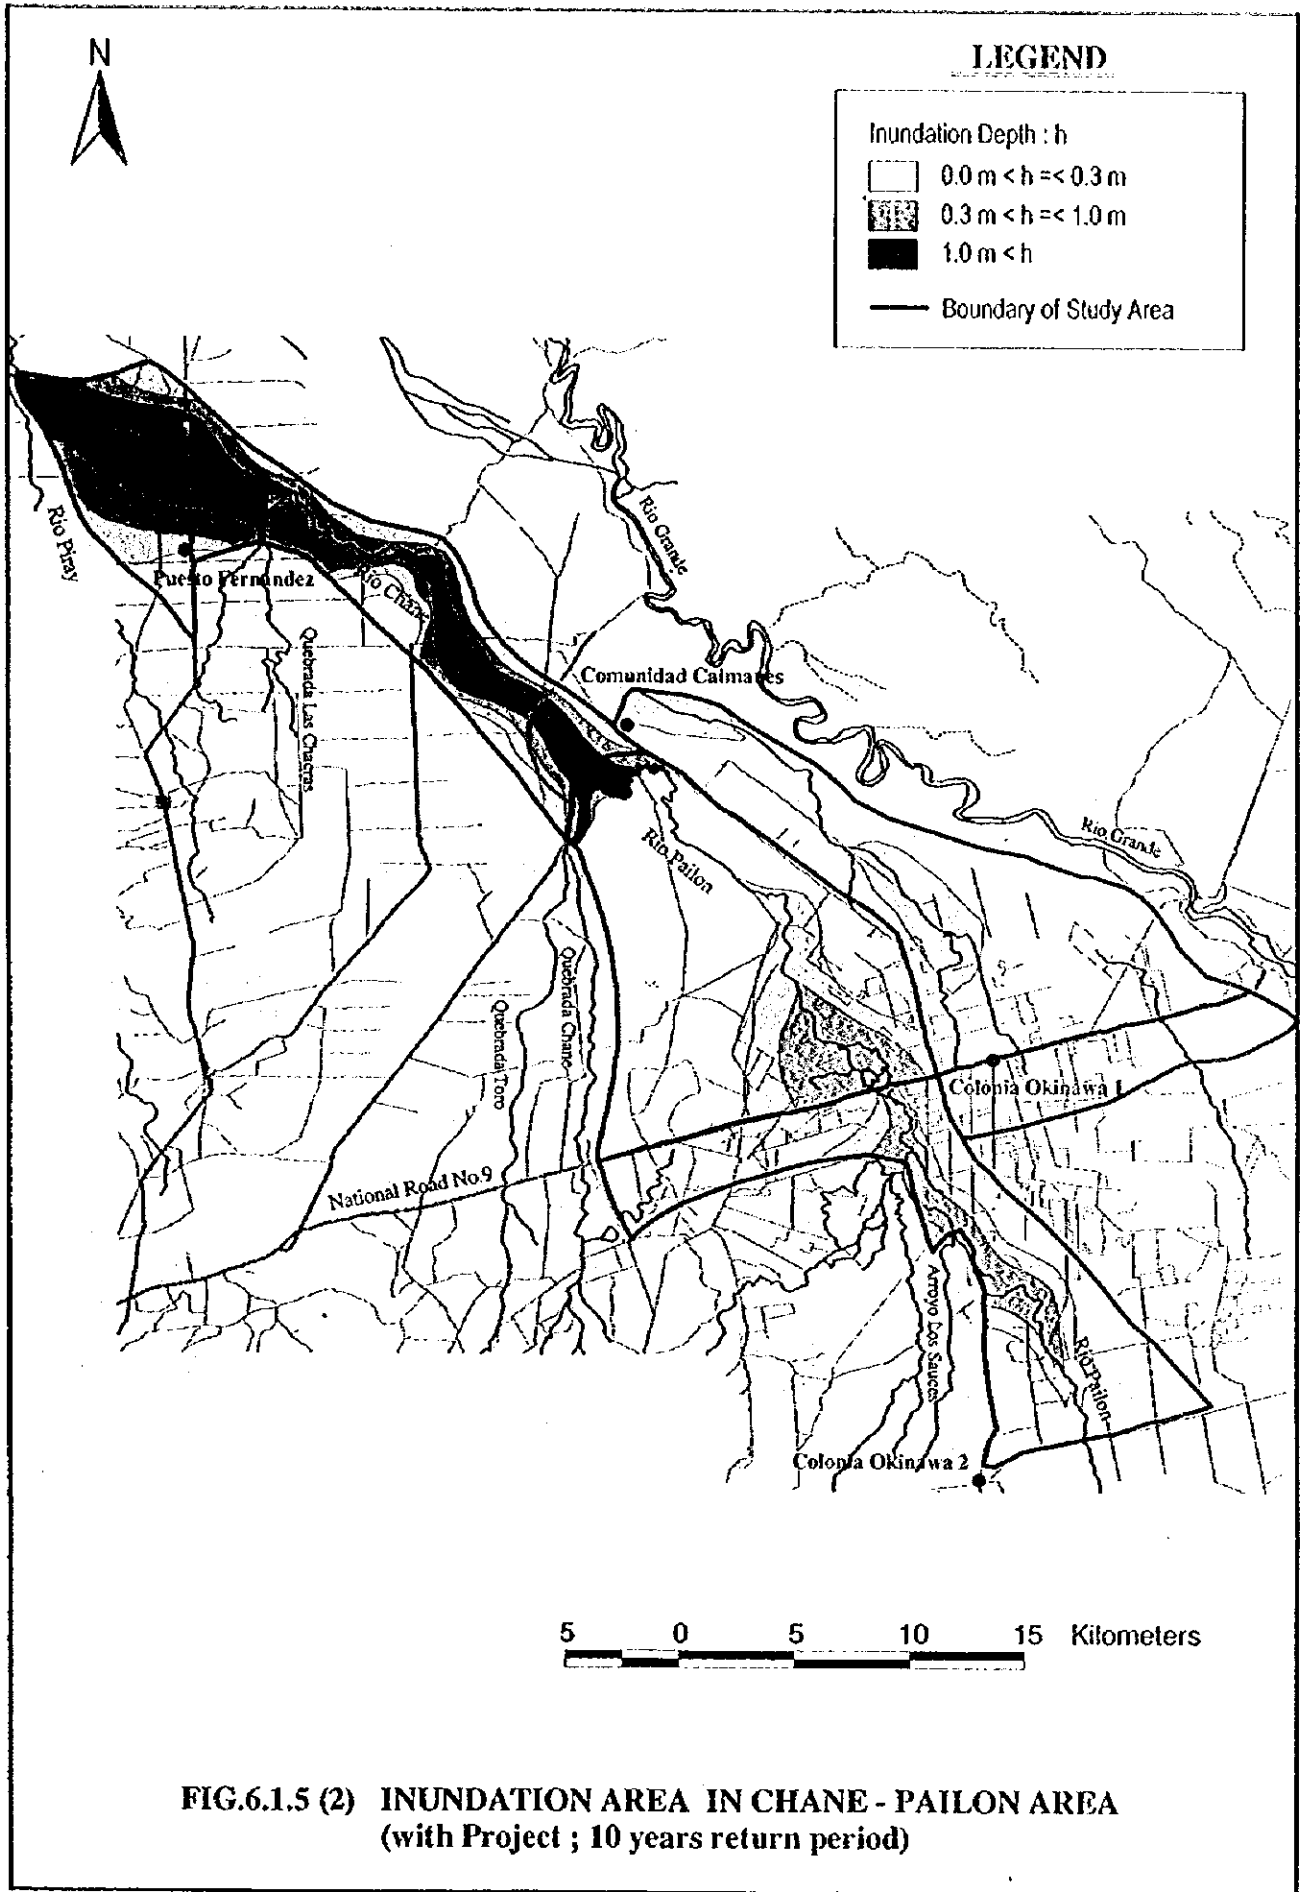 N
LEGEND
Inundation Depth : h
0.0 m < h =< 0.3 m
0.3 m < h =< 1.0 m
1.0 m < h
Boundary of Study Area
Rio Grande
Rio Piray
Puesto Fernandez
Rio Chane
Quebrada Las Chacras
Comunidad Caimanes
Rio Grande
Rio Pailon
Quebrada Chane
Quebrada Toro
Colonia Okinawa 1
National Road No.9
Arroyo Los Sauces
Rio Pailon
Colonia Okinawa 2
5 0 5 10 15 Kilometers
FIG.6.1.5 (2) INUNDATION AREA IN CHANE - PAILON AREA
(with Project ; 10 years return period)